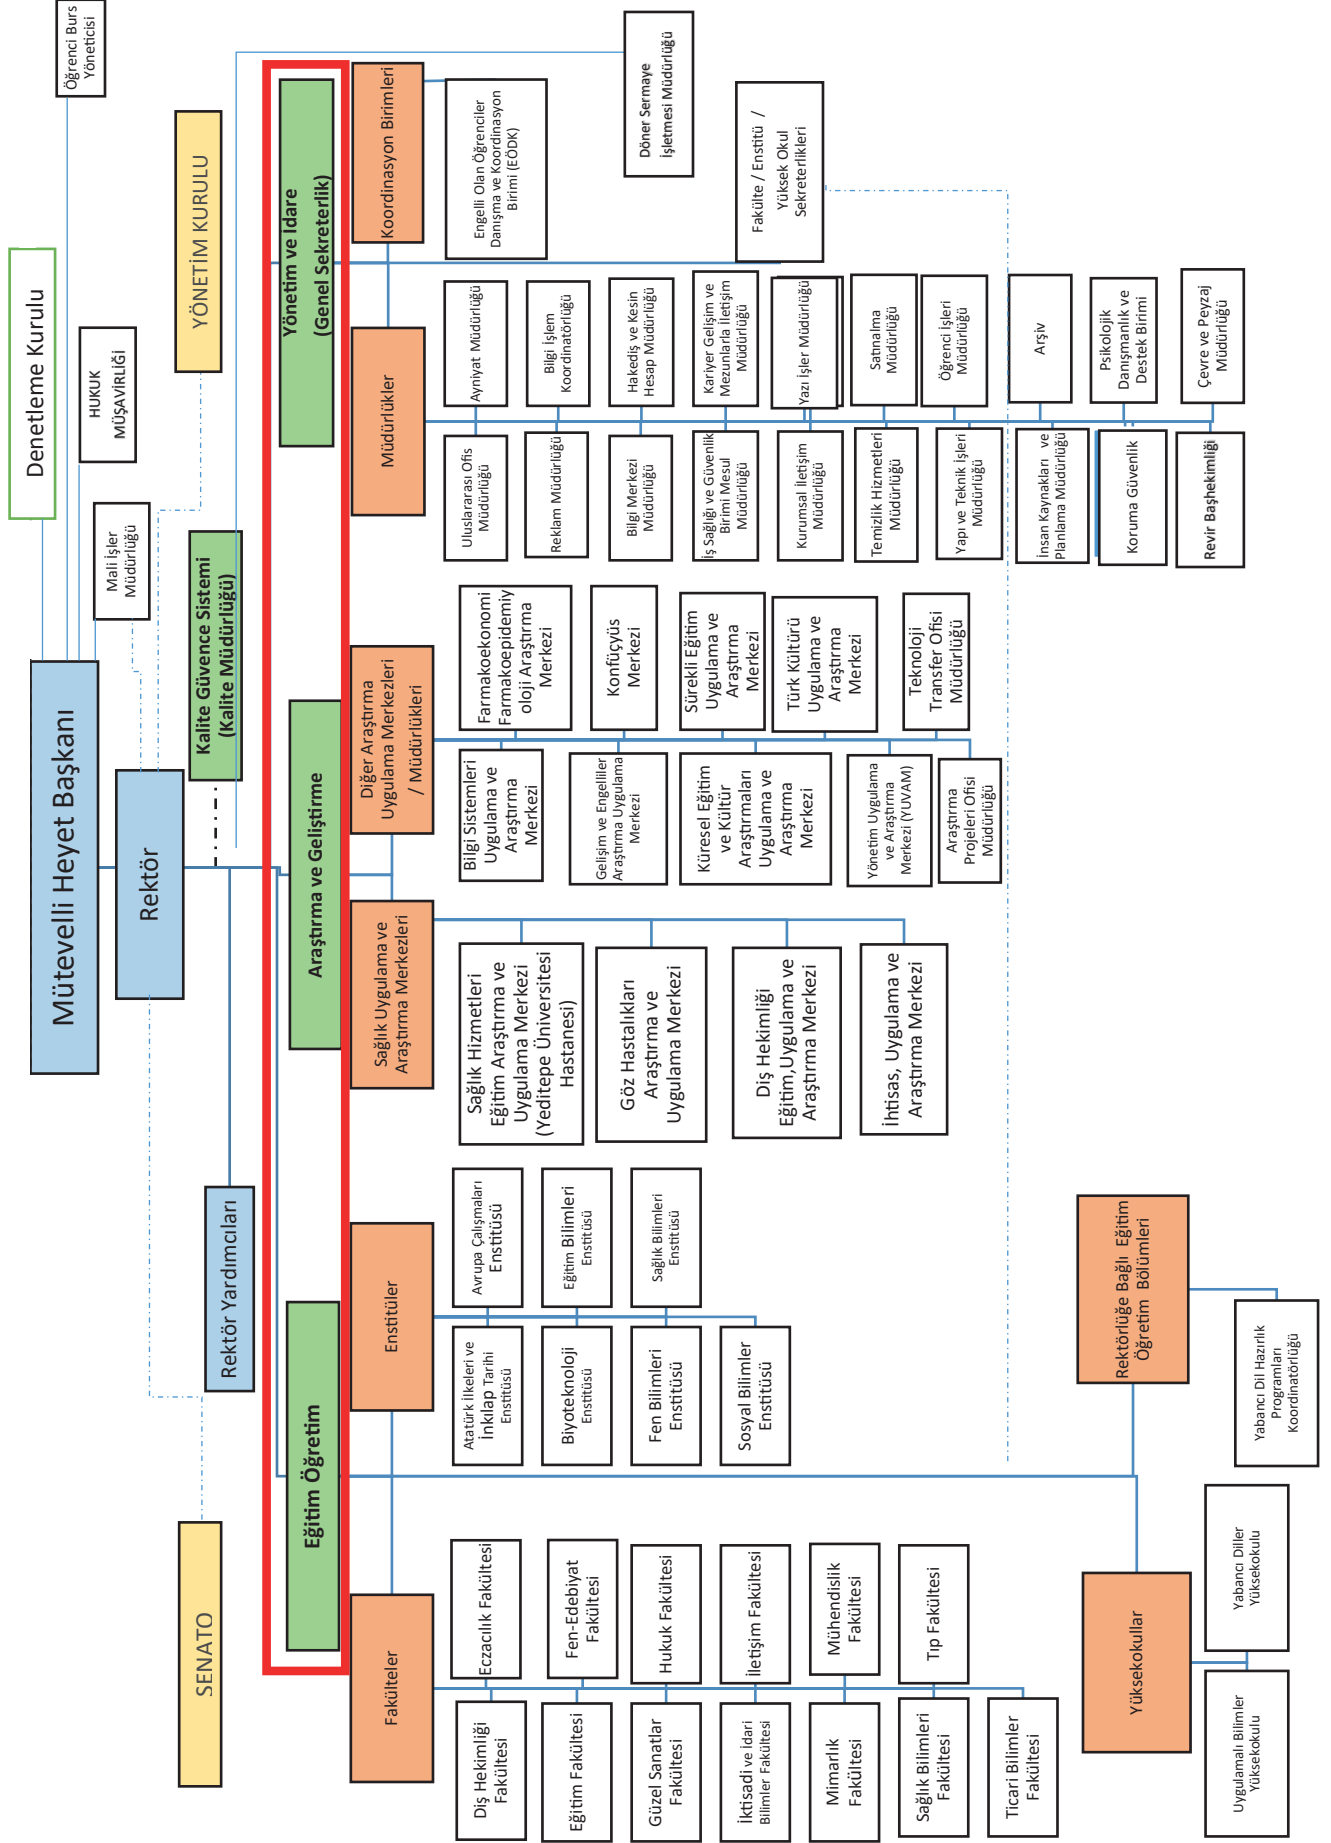 Mütevelli Heyet Başkanı
Denetleme Kurulu
Öğrenci Burs
Yöneticisi
HUKUK
MÜŞAVİRLİĞİ
Mali İşler
Müdürlüğü
Rektör
SENATO
YÖNETİM KURULU
Rektör Yardımcıları
Kalite Güvence Sistemi
(Kalite Müdürlüğü)
Eğitim Öğretim
Araştırma ve Geliştirme
Yönetim ve İdare
(Genel Sekreterlik)
Fakülteler
Diş Hekimliği
Fakültesi
Eczacılık Fakültesi
Eğitim Fakültesi
Fen-Edebiyat
Fakültesi
Güzel Sanatlar
Fakültesi
Hukuk Fakültesi
İktisadi ve İdari
Bilimler Fakültesi
İletişim Fakültesi
Mimarlık
Fakültesi
Mühendislik
Fakültesi
Sağlık Bilimleri
Fakültesi
Tıp Fakültesi
Ticari Bilimler
Fakültesi
Enstitüler
Atatürk İlkeleri ve
İnkılap Tarihi
Enstitüsü
Avrupa Çalışmaları
Enstitüsü
Biyoteknoloji
Enstitüsü
Eğitim Bilimleri
Enstitüsü
Fen Bilimleri
Enstitüsü
Sağlık Bilimleri
Enstitüsü
Sosyal Bilimler
Enstitüsü
Sağlık Uygulama ve
Araştırma Merkezleri
Sağlık Hizmetleri
Eğitim Araştırma ve
Uygulama Merkezi
(Yeditepe Üniversitesi
Hastanesi)
Göz Hastalıkları
Araştırma ve
Uygulama Merkezi
Diş Hekimliği
Eğitim,Uygulama ve
Araştırma Merkezi
İhtisas, Uygulama ve
Araştırma Merkezi
Diğer Araştırma
Uygulama Merkezleri
/ Müdürlükleri
Bilgi Sistemleri
Uygulama ve
Araştırma
Merkezi
Farmakoekonomi
Farmakoepidemiy
oloji Araştırma
Merkezi
Gelişim ve Engelliler
Araştırma Uygulama
Merkezi
Konfüçyüs
Merkezi
Küresel Eğitim
ve Kültür
Araştırmaları
Uygulama ve
Araştırma
Merkezi
Sürekli Eğitim
Uygulama ve
Araştırma
Merkezi
Türk Kültürü
Uygulama ve
Araştırma
Merkezi
Yönetim Uygulama
ve Araştırma
Merkezi (YUVAM)
Teknoloji
Transfer Ofisi
Müdürlüğü
Araştırma
Projeleri Ofisi
Müdürlüğü
Müdürlükler
Uluslararası Ofis
Müdürlüğü
Ayniyat Müdürlüğü
Reklam Müdürlüğü
Bilgi İşlem
Koordinatörlüğü
Bilgi Merkezi
Müdürlüğü
Hakediş ve Kesin
Hesap Müdürlüğü
İş Sağlığı ve Güvenlik
Birimi Mesul
Müdürlüğü
Kariyer Gelişim ve
Mezunlarla İletişim
Müdürlüğü
Kurumsal İletişim
Müdürlüğü
Yazı İşler Müdürlüğü
Temizlik Hizmetleri
Müdürlüğü
Satınalma
Müdürlüğü
Yapı ve Teknik İşleri
Müdürlüğü
Öğrenci İşleri
Müdürlüğü
İnsan Kaynakları ve
Planlama Müdürlüğü
Arşiv
Koruma Güvenlik
Psikolojik
Danışmanlık ve
Destek Birimi
Revir Başhekimliği
Çevre ve Peyzaj
Müdürlüğü
Koordinasyon Birimleri
Engelli Olan Öğrenciler
Danışma ve Koordinasyon
Birimi (EÖDK)
Döner Sermaye
İşletmesi Müdürlüğü
Fakülte / Enstitü /
Yüksek Okul
Sekreterlikleri
Yüksekokullar
Uygulamalı Bilimler
Yüksekokulu
Yabancı Diller
Yüksekokulu
Rektörlüğe Bağlı Eğitim
Öğretim Bölümleri
Yabancı Dil Hazırlık
Programları
Koordinatörlüğü